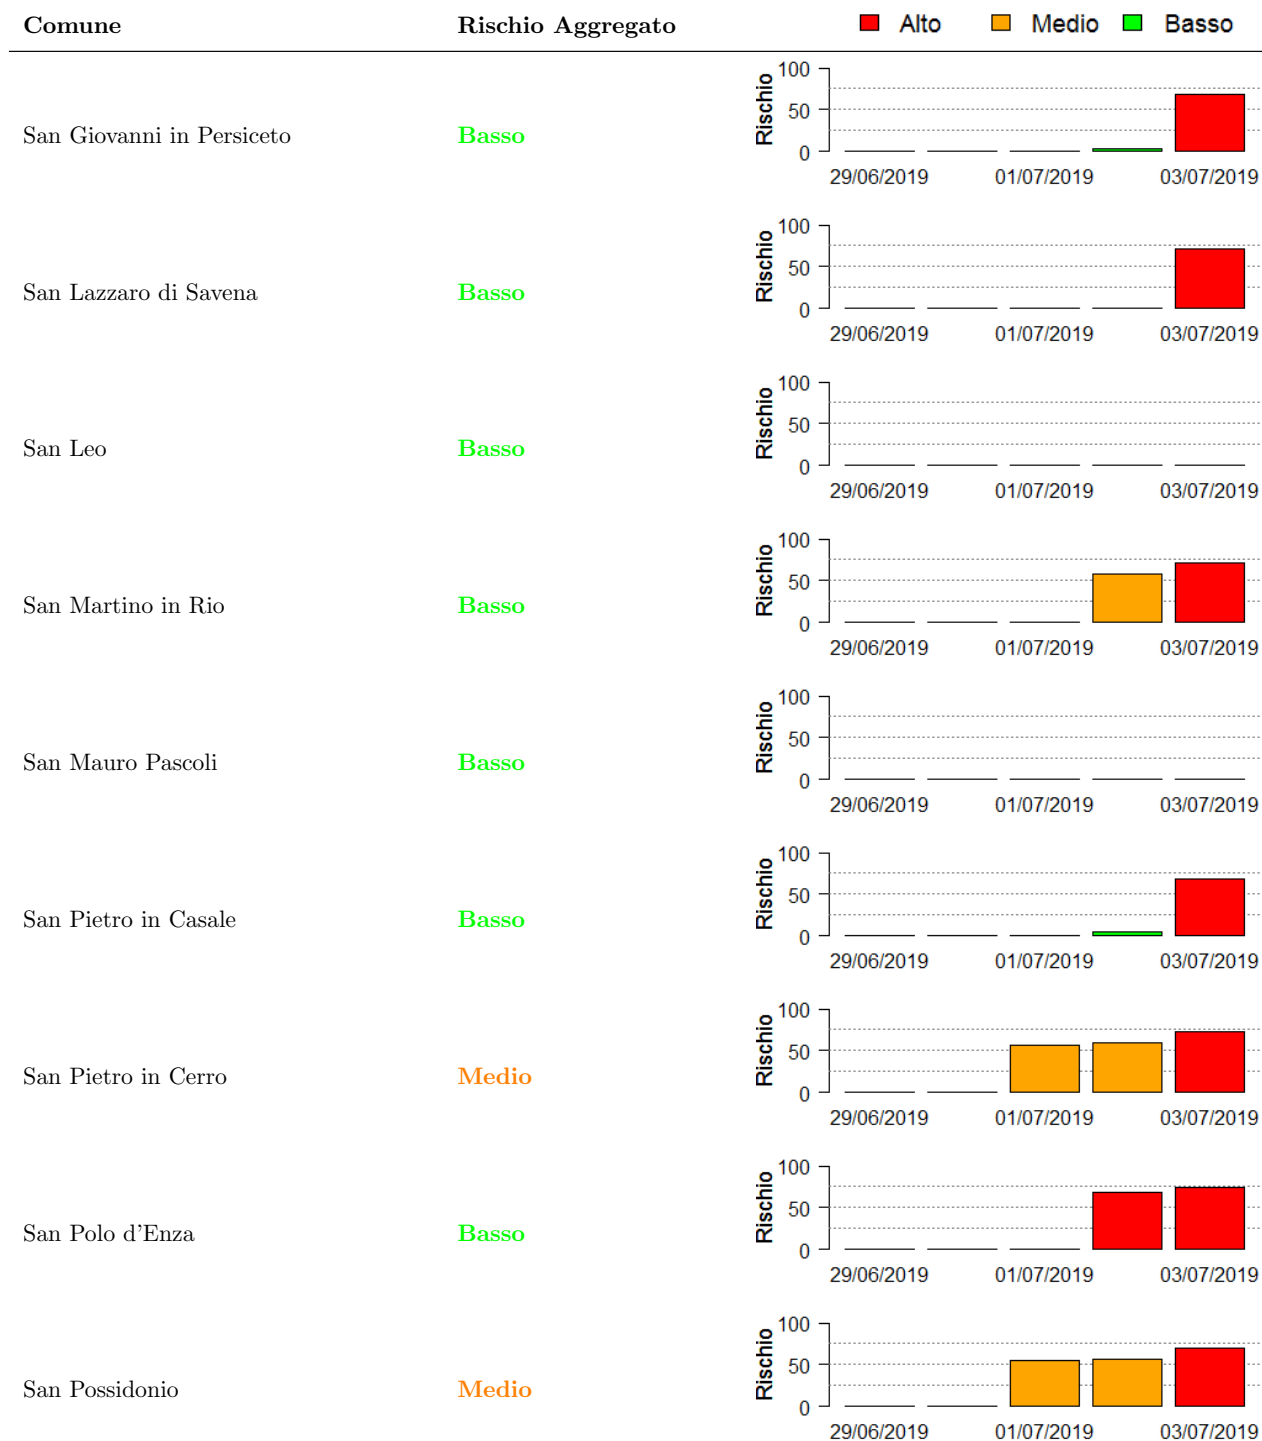 Comune Rischio Aggregato Alto Medio Basso
100
50
0
Rischio
San Giovanni in Persiceto Basso
29/06/2019 01/07/2019 03/07/2019
100
50
0
Rischio
San Lazzaro di Savena Basso
29/06/2019 01/07/2019 03/07/2019
100
50
0
Rischio
San Leo Basso
29/06/2019 01/07/2019 03/07/2019
100
50
0
Rischio
San Martino in Rio Basso
29/06/2019 01/07/2019 03/07/2019
100
50
0
Rischio
San Mauro Pascoli Basso
29/06/2019 01/07/2019 03/07/2019
100
50
0
Rischio
San Pietro in Casale Basso
29/06/2019 01/07/2019 03/07/2019
100
50
0
Rischio
San Pietro in Cerro Medio
29/06/2019 01/07/2019 03/07/2019
100
50
0
Rischio
San Polo d'Enza Basso
29/06/2019 01/07/2019 03/07/2019
100
50
0
Rischio
San Possidonio Medio
29/06/2019 01/07/2019 03/07/2019